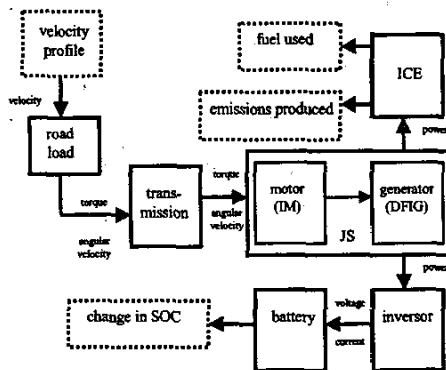 velocity
profile
fuel used
ICE
emissions produced
velocity
road
load
power
torque
angular
velocity
trans-
mission
torque
angular
velocity
motor
(IM)
generator
(DFIG)
JS
power
change in SOC
battery
voltage
current
inversor